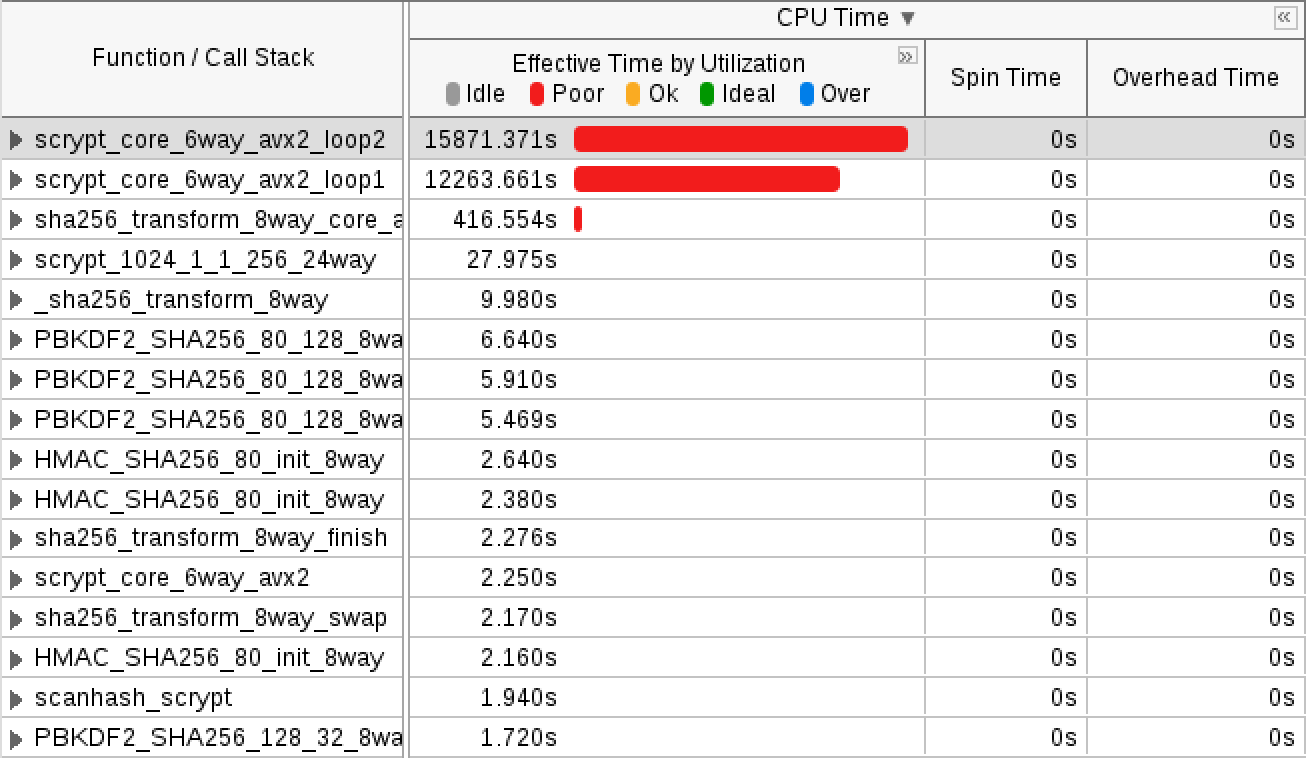 Function / Call Stack
CPU Time ▼
«
Effective Time by Utilization
»
Idle Poor Ok Ideal Over
Spin Time
Overhead Time
scrypt_core_6way_avx2_loop2 15871.371s 0s 0s
scrypt_core_6way_avx2_loop1 12263.661s 0s 0s
sha256_transform_8way_core_a 416.554s 0s 0s
scrypt_1024_1_1_256_24way 27.975s 0s 0s
_sha256_transform_8way 9.980s 0s 0s
PBKDF2_SHA256_80_128_8wa 6.640s 0s 0s
PBKDF2_SHA256_80_128_8wa 5.910s 0s 0s
PBKDF2_SHA256_80_128_8wa 5.469s 0s 0s
HMAC_SHA256_80_init_8way 2.640s 0s 0s
HMAC_SHA256_80_init_8way 2.380s 0s 0s
sha256_transform_8way_finish 2.276s 0s 0s
scrypt_core_6way_avx2 2.250s 0s 0s
sha256_transform_8way_swap 2.170s 0s 0s
HMAC_SHA256_80_init_8way 2.160s 0s 0s
scanhash_scrypt 1.940s 0s 0s
PBKDF2_SHA256_128_32_8wa 1.720s 0s 0s